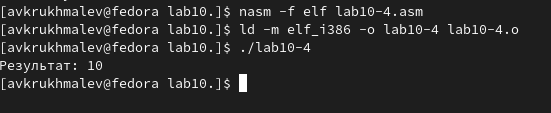 [avkrukhmalev@fedora lab10.]$ nasm -f elf lab10-4.asm
[avkrukhmalev@fedora lab10.]$ ld -m elf_i386 -o lab10-4 lab10-4.o
[avkrukhmalev@fedora lab10.]$ ./lab10-4
Результат: 10
[avkrukhmalev@fedora lab10.]$